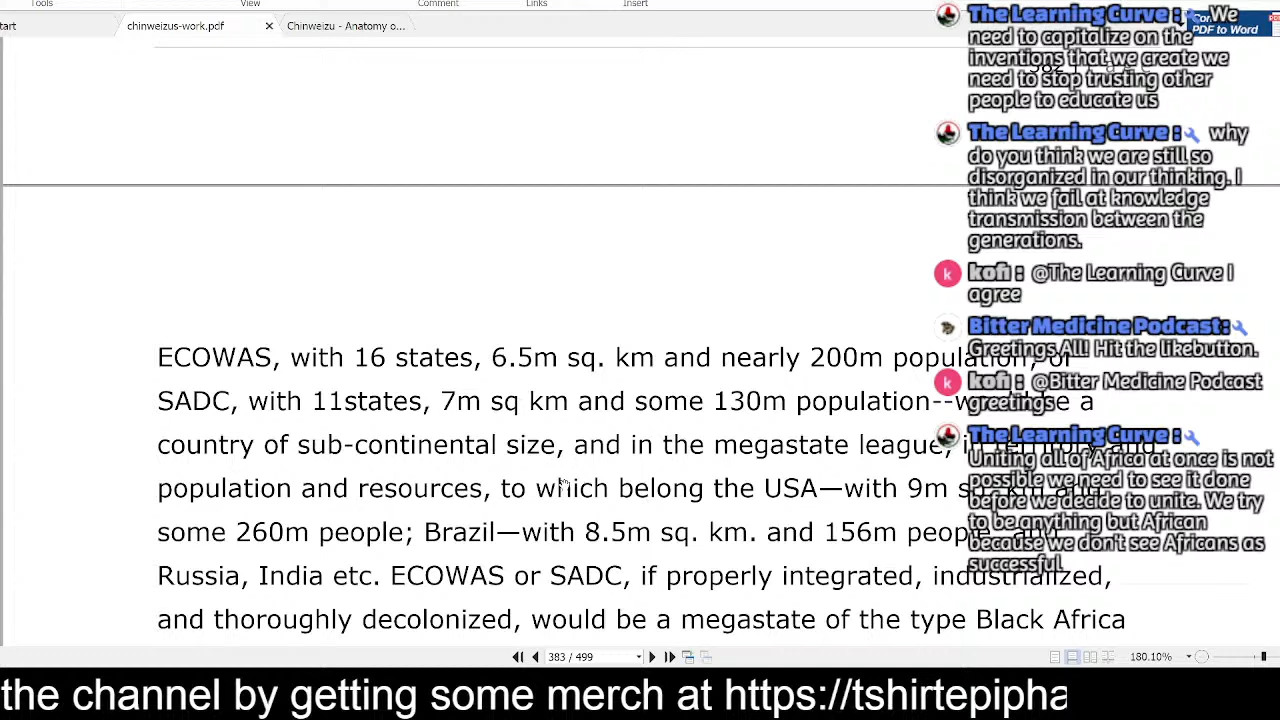 Tools View Comment Links Insert
tart chinweizus-work.pdf × Chinweizu - Anatomy o...
PDF to Word
ECOWAS, with 16 states, 6.5m sq. km and nearly 200m population; or
SADC, with 11states, 7m sq km and some 130m population--would be a
country of sub-continental size, and in the megastate league, in territory and
population and resources, to which belong the USA—with 9m sq. km and
some 260m people; Brazil—with 8.5m sq. km. and 156m people, and
Russia, India etc. ECOWAS or SADC, if properly integrated, industrialized,
and thoroughly decolonized, would be a megastate of the type Black Africa
383 / 499
180.10%
The Learning Curve : We
need to capitalize on the
inventions that we create we
need to stop trusting other
people to educate us
The Learning Curve : why
do you think we are still so
disorganized in our thinking. I
think we fail at knowledge
transmission between the
generations.
k kofi : @The Learning Curve I
agree
Bitter Medicine Podcast:
Greetings All! Hit the likebutton.
k kofi : @Bitter Medicine Podcast
greetings
The Learning Curve :
Uniting all of Africa at once is not
possible we need to see it done
before we decide to unite. We try
to be anything but African
because we don't see Africans as
successful
the channel by getting some merch at https://tshirtepipha